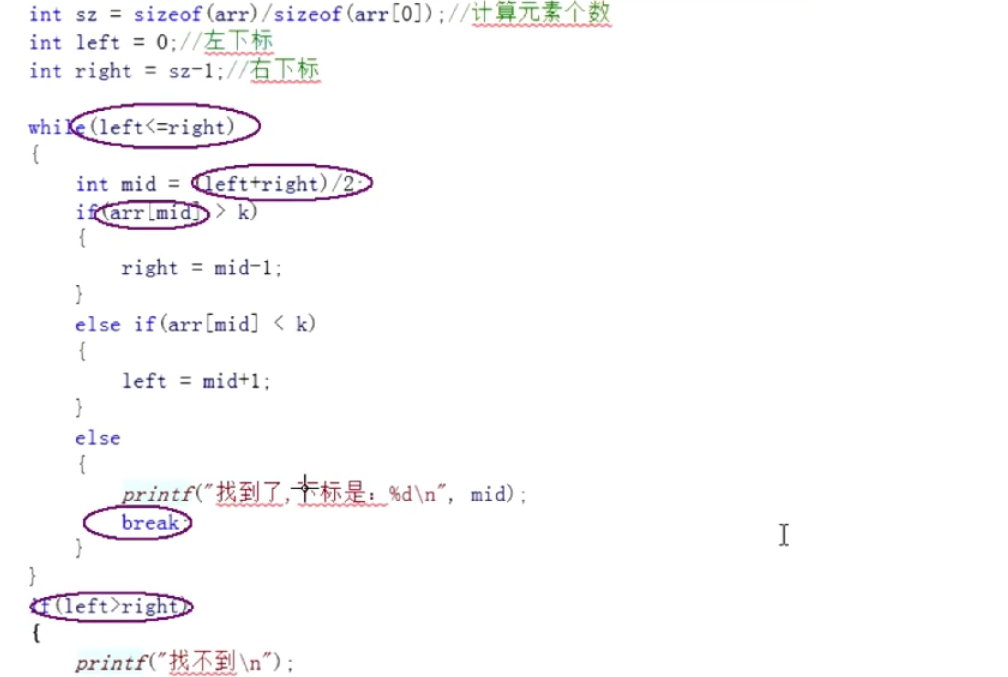 int sz = sizeof(arr)/sizeof(arr[0]);//计算元素个数
int left = 0;//左下标
int right = sz-1;//右下标
while(left<=right)
{
int mid = (left+right)/2;
if(arr[mid] > k)
{
right = mid-1;
}
else if(arr[mid] < k)
{
left = mid+1;
}
else
{
printf("找到了,下标是：%d\n", mid);
break;
}
}
if(left>right)
{
printf("找不到\n");